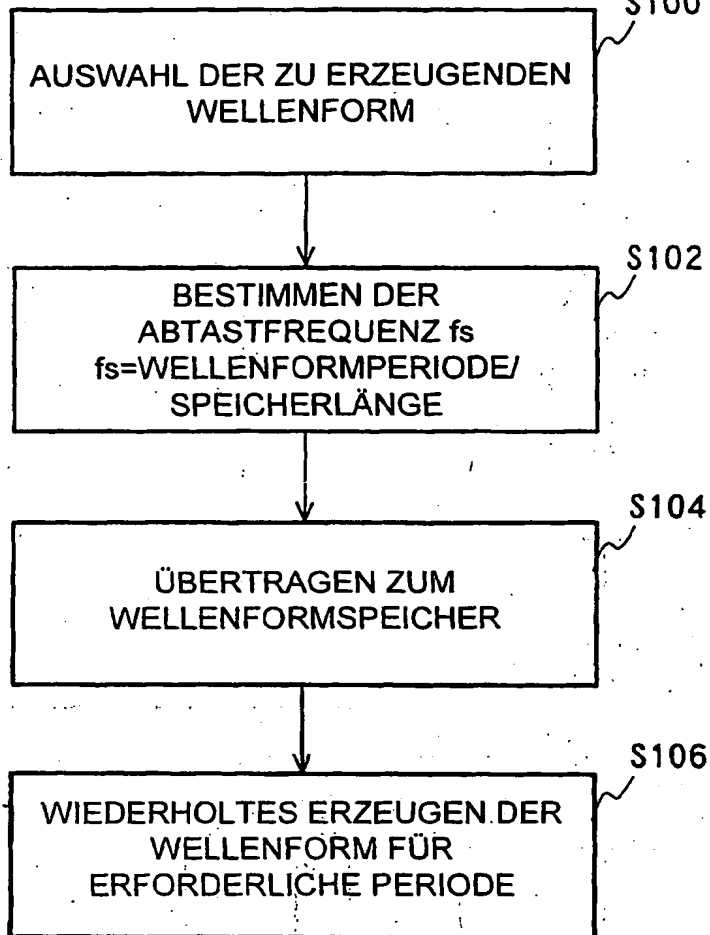 S100
AUSWAHL DER ZU ERZEUGENDEN
WELLENFORM
S102
BESTIMMEN DER
ABTASTFREQUENZ fs
fs=WELLENFORMPERIODE/
SPEICHERLÄNGE
S104
ÜBERTRAGEN ZUM
WELLENFORMSPEICHER
S106
WIEDERHOLTES ERZEUGEN DER
WELLENFORM FÜR
ERFORDERLICHE PERIODE